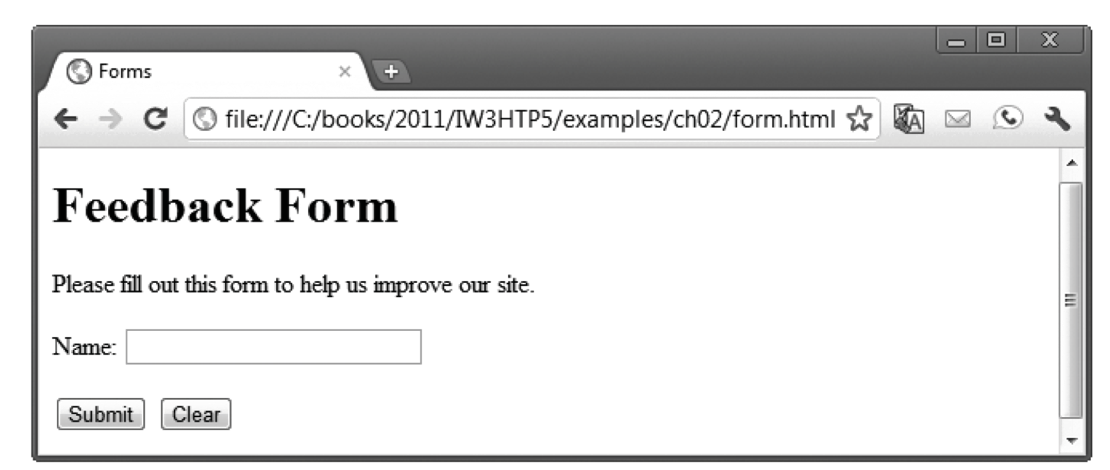 Forms
file:///C:/books/2011/IW3HTP5/examples/ch02/form.html
Feedback Form
Please fill out this form to help us improve our site.
Name:
Submit Clear